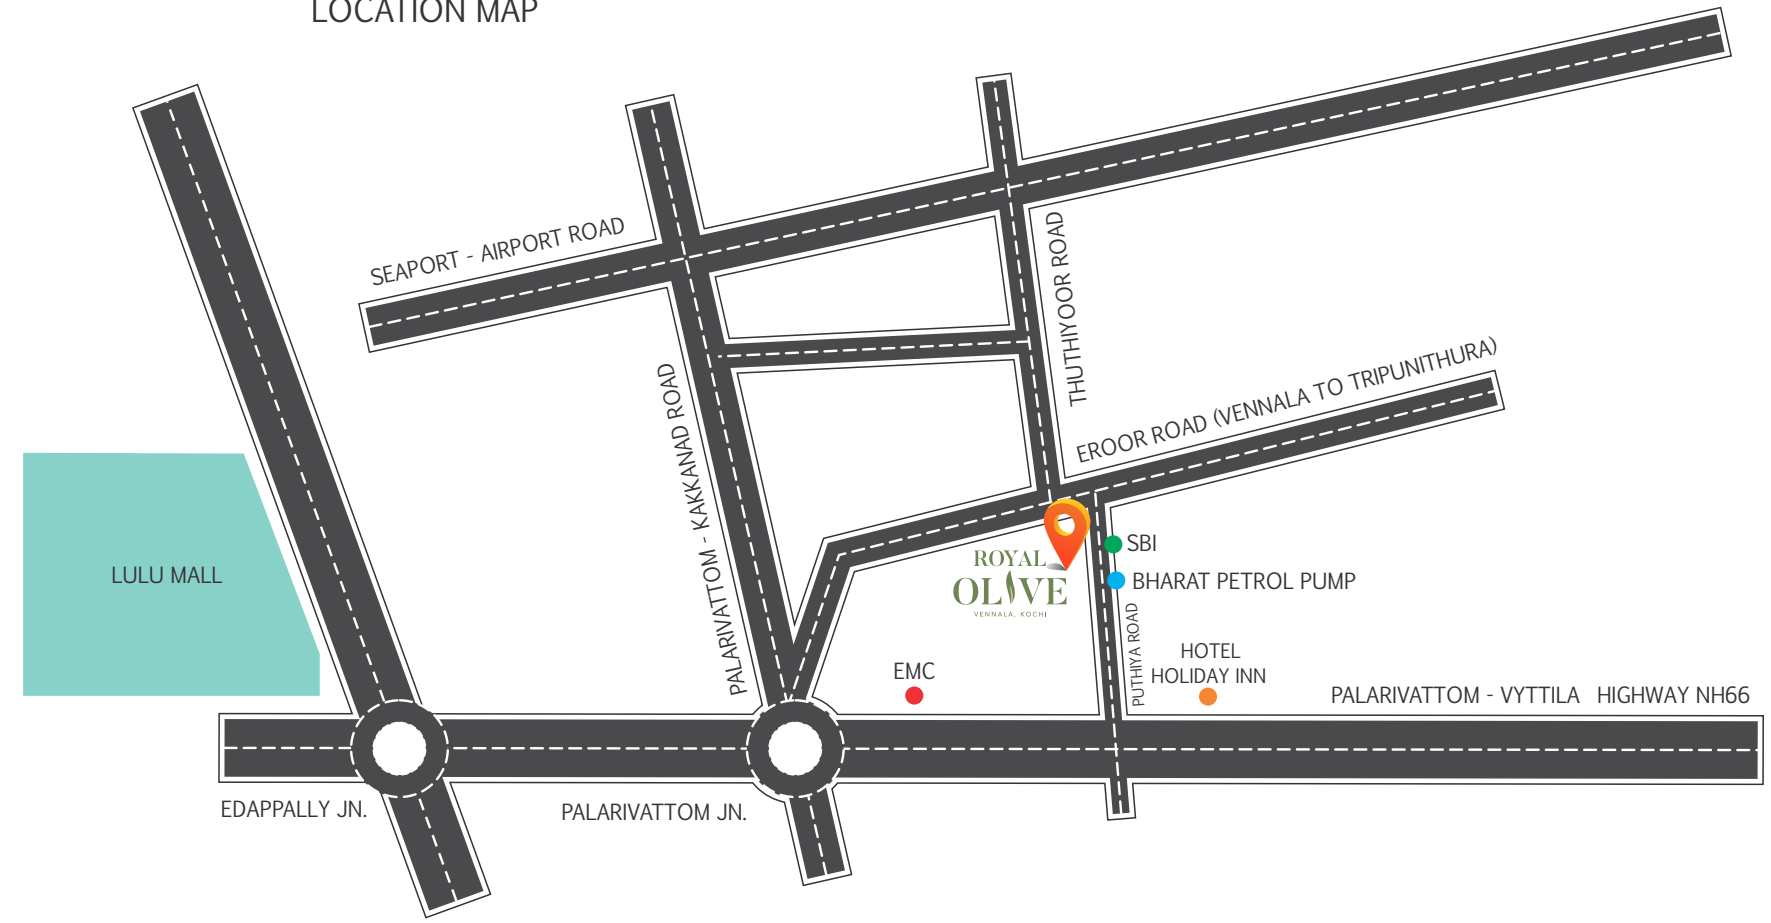 LOCATION MAP
SEAPORT - AIRPORT ROAD
THUTHIYOOR ROAD
EROOR ROAD (VENNALA TO TRIPUNITHURA)
PALARIVATTOM - KAKKANAD ROAD
SBI
ROYAL
OLIVE
VENNALA, KOCHI
BHARAT PETROL PUMP
LULU MALL
PUTHIYA ROAD
HOTEL
HOLIDAY INN
EMC
PALARIVATTOM - VYTTILA HIGHWAY NH66
EDAPPALLY JN.
PALARIVATTOM JN.